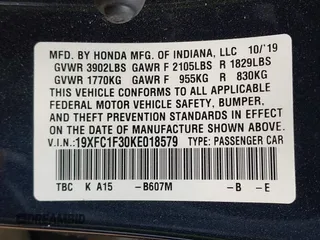 MFD. BY HONDA MFG. OF INDIANA, LLC 10/'19
GVWR 3902LBS GAWR F 2105LBS R 1829LBS
GVWR 1770KG GAWR F 955KG R 830KG
THIS VEHICLE CONFORMS TO ALL APPLICABLE
FEDERAL MOTOR VEHICLE SAFETY, BUMPER,
AND THEFT PREVENTION STANDARDS IN
EFFECT ON THE DATE OF MANUFACTURE
SHOWN ABOVE.
V.I.N.: 19XFC1F30KE018579 TYPE: PASSENGER CAR
TBC K A15 –B607M –B –E
DREAMBID